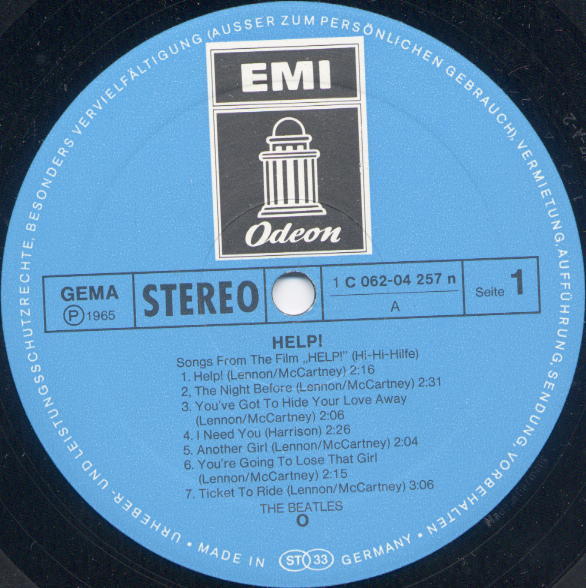 URHEBER- UND LEISTUNGSSCHUTZRECHTE, BESONDERS VERVIELFÄLTIGUNG (AUSSER ZUM PERSÖNLICHEN GEBRAUCH), VERMIETUNG, AUFFÜHRUNG, SENDUNG, VORBEHALTEN •
EMI
Odeon
GEMA
Ⓟ 1965
STEREO
1 C 062-04 257 n
A
Seite 1
HELP!
Songs From The Film „HELP!" (Hi-Hi-Hilfe)
1. Help! (Lennon/McCartney) 2:16
2. The Night Before (Lennon/McCartney) 2:31
3. You've Got To Hide Your Love Away
(Lennon/McCartney) 2:06
4. I Need You (Harrison) 2:26
5. Another Girl (Lennon/McCartney) 2:04
6. You're Going To Lose That Girl
(Lennon/McCartney) 2:15
7. Ticket To Ride (Lennon/McCartney) 3:06
THE BEATLES
O
• MADE IN ST 33 GERMANY •